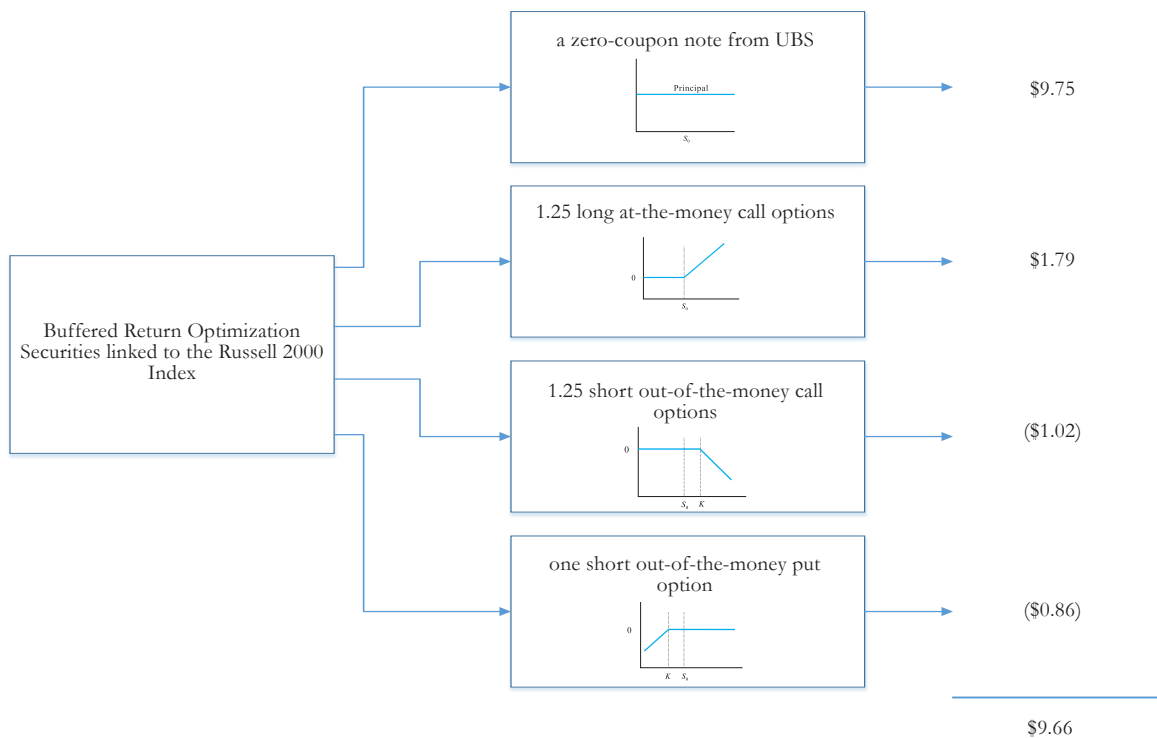 a zero-coupon note from UBS
Principal
S₀
$9.75
1.25 long at-the-money call options
0
S₀
$1.79
Buffered Return Optimization
Securities linked to the Russell 2000
Index
1.25 short out-of-the-money call
options
0
S₀ K
($1.02)
one short out-of-the-money put
option
0
K S₀
($0.86)
$9.66